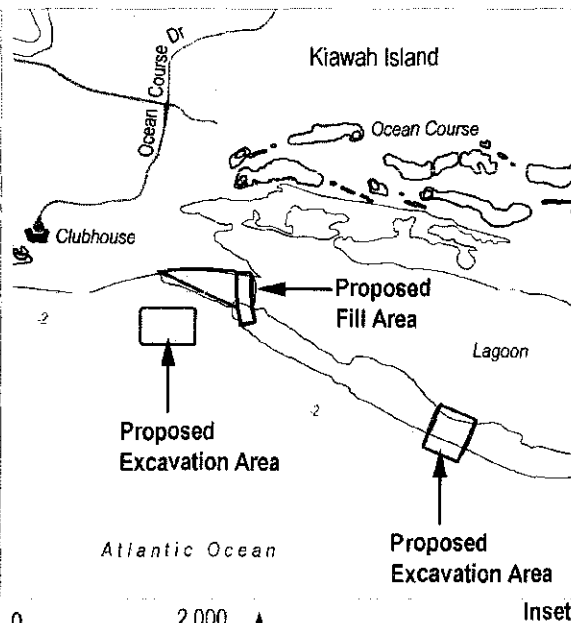 Kiawah Island
Ocean Course Dr
Ocean Course
Clubhouse
Proposed
Fill Area
-2
Lagoon
-2
Proposed
Excavation Area
Atlantic Ocean
Proposed
Excavation Area
Inset
0 2,000